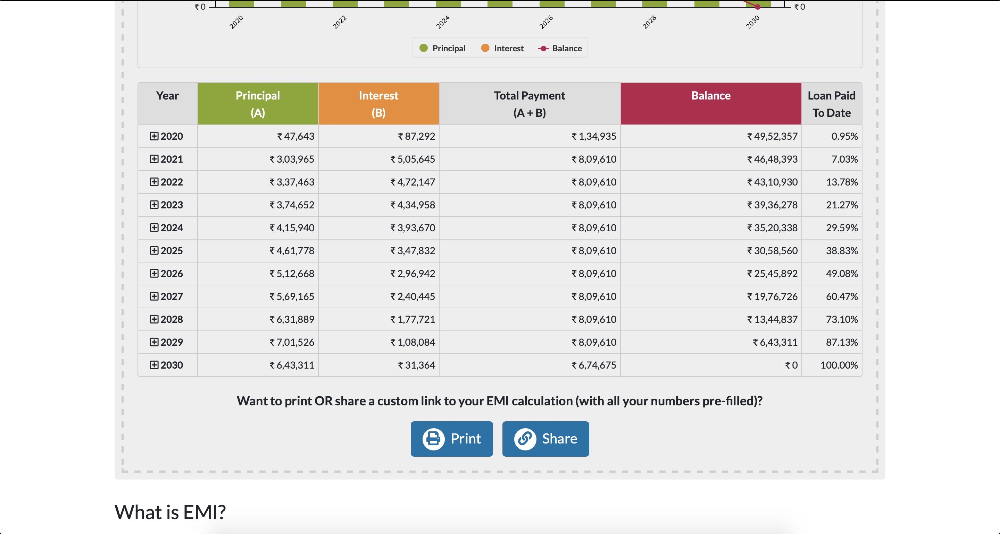 ₹ 0 ₹ 0
2020 2022 2024 2026 2028 2030
Principal Interest Balance
Year Principal Interest Total Payment Balance Loan Paid
(A) (B) (A + B) To Date
2020 ₹ 47,643 ₹ 87,292 ₹ 1,34,935 ₹ 49,52,357 0.95%
2021 ₹ 3,03,965 ₹ 5,05,645 ₹ 8,09,610 ₹ 46,48,393 7.03%
2022 ₹ 3,37,463 ₹ 4,72,147 ₹ 8,09,610 ₹ 43,10,930 13.78%
2023 ₹ 3,74,652 ₹ 4,34,958 ₹ 8,09,610 ₹ 39,36,278 21.27%
2024 ₹ 4,15,940 ₹ 3,93,670 ₹ 8,09,610 ₹ 35,20,338 29.59%
2025 ₹ 4,61,778 ₹ 3,47,832 ₹ 8,09,610 ₹ 30,58,560 38.83%
2026 ₹ 5,12,668 ₹ 2,96,942 ₹ 8,09,610 ₹ 25,45,892 49.08%
2027 ₹ 5,69,165 ₹ 2,40,445 ₹ 8,09,610 ₹ 19,76,726 60.47%
2028 ₹ 6,31,889 ₹ 1,77,721 ₹ 8,09,610 ₹ 13,44,837 73.10%
2029 ₹ 7,01,526 ₹ 1,08,084 ₹ 8,09,610 ₹ 6,43,311 87.13%
2030 ₹ 6,43,311 ₹ 31,364 ₹ 6,74,675 ₹ 0 100.00%
Want to print OR share a custom link to your EMI calculation (with all your numbers pre-filled)?
Print Share
What is EMI?